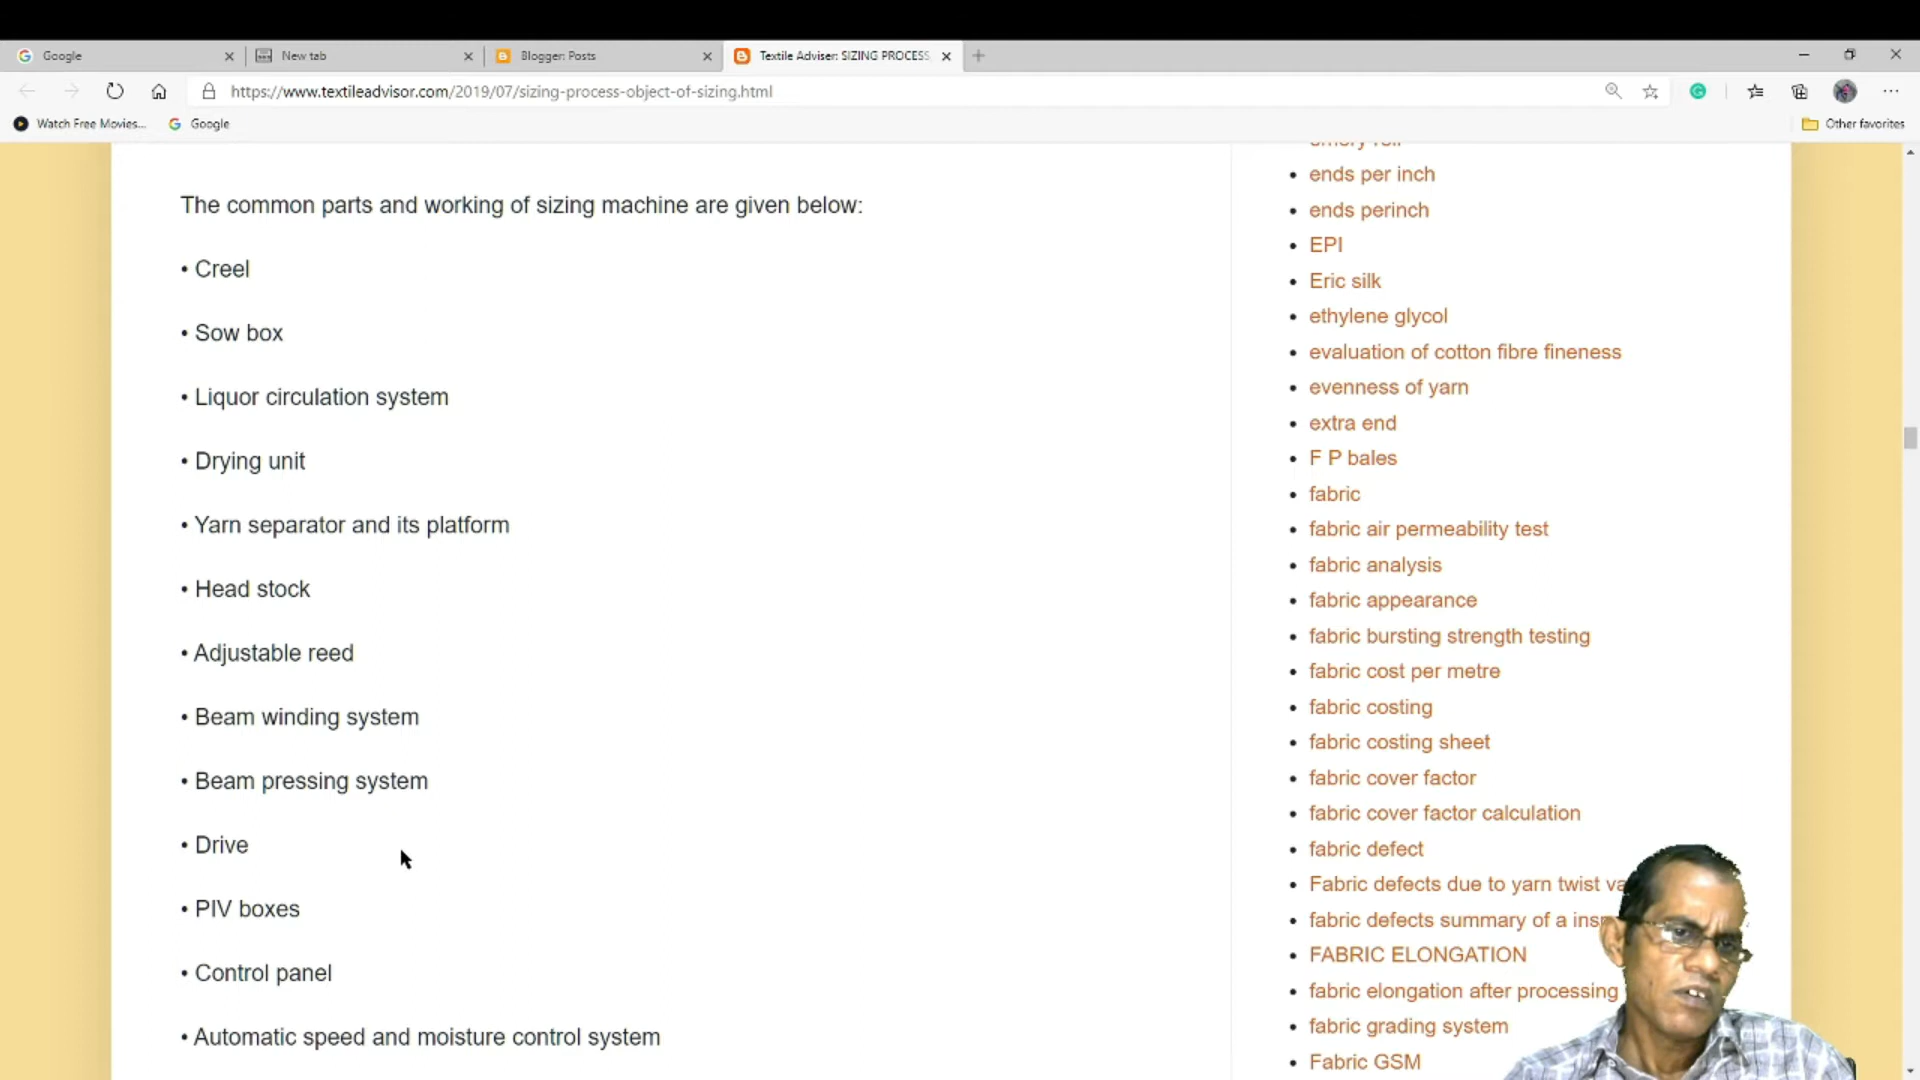 Google
New tab
Blogger: Posts
Textile Adviser: SIZING PROCESS,
https://www.textileadvisor.com/2019/07/sizing-process-object-of-sizing.html
Watch Free Movies...
Google
Other favorites
The common parts and working of sizing machine are given below:
• Creel
• Sow box
• Liquor circulation system
• Drying unit
• Yarn separator and its platform
• Head stock
• Adjustable reed
• Beam winding system
• Beam pressing system
• Drive
• PIV boxes
• Control panel
• Automatic speed and moisture control system
• ends per inch
• ends perinch
• EPI
• Eric silk
• ethylene glycol
• evaluation of cotton fibre fineness
• evenness of yarn
• extra end
• F P bales
• fabric
• fabric air permeability test
• fabric analysis
• fabric appearance
• fabric bursting strength testing
• fabric cost per metre
• fabric costing
• fabric costing sheet
• fabric cover factor
• fabric cover factor calculation
• fabric defect
• Fabric defects due to yarn twist
• fabric defects summary of a
• FABRIC ELONGATION
• fabric elongation after processing
• fabric grading system
• Fabric GSM